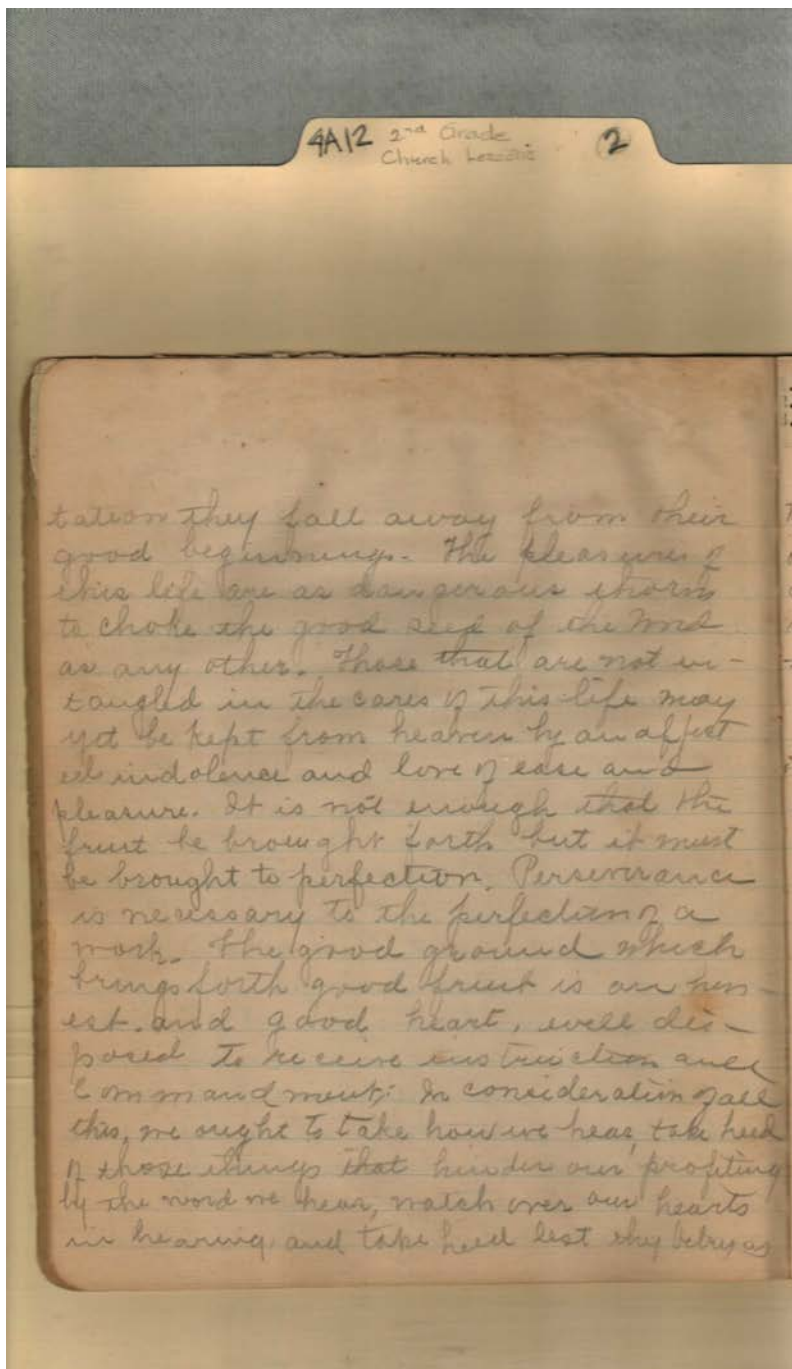 4A12 2nd Grade 2
Church Lessons
tation they fall away from their
good beginnings. The pleasures of
this life are as dangerous thorns
to choke the good seed of the Word
as any other. Those that are not en-
tangled in the cares of this life may
yet be kept from heaven by an affect
ed indolence and love of ease and
pleasure. It is not enough that the
fruit be brought forth but it must
be brought to perfection. Perseverance
is necessary to the perfection of a
work. The good ground which
brings forth good fruit is an hon-
est and good heart, well dis-
posed to receive instruction and
commandment: In consideration of all
this, we ought to take how we hear, take heed
of those things that hinder our profiting
by the word we hear, watch over our hearts
in hearing and take heed lest they betray us